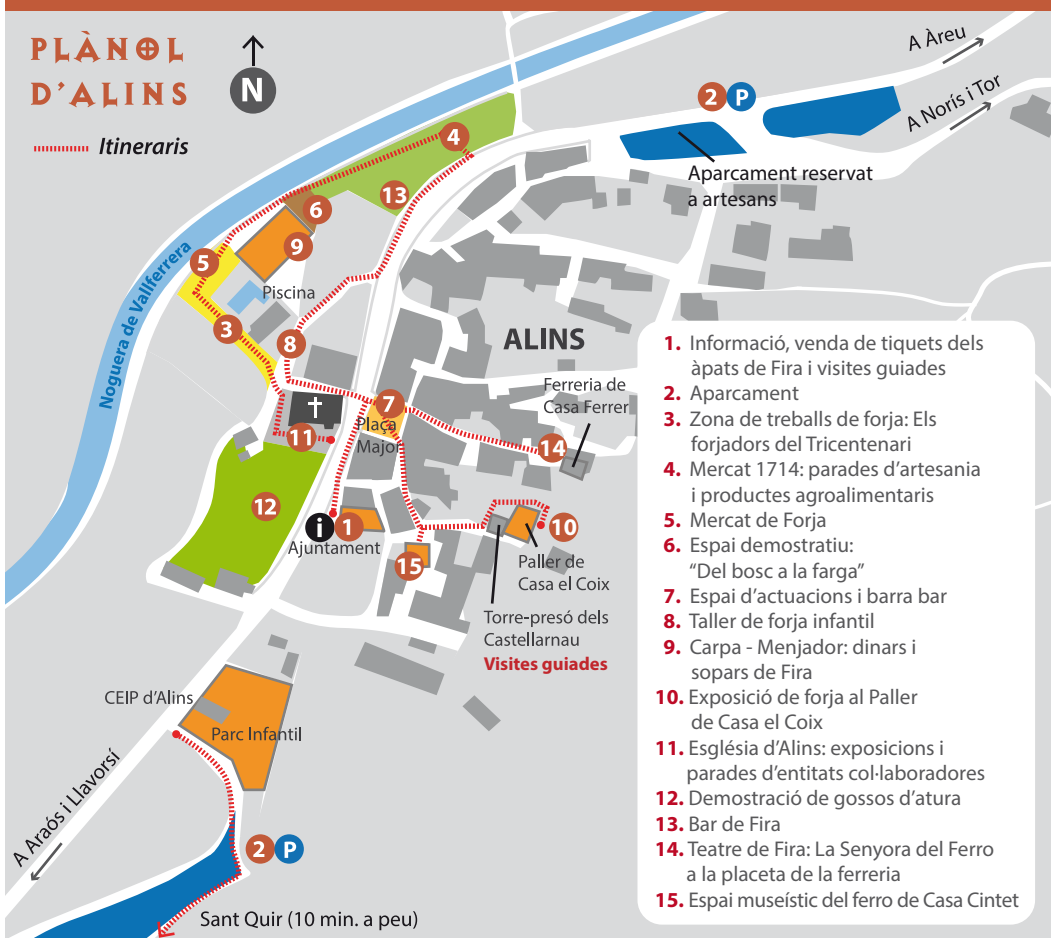 PLÀNOL
D'ALINS
N
Itineraris
A Àreu
A Norís i Tor
2 P
Aparcament reservat
a artesans
4
13
6
9
5
Piscina
3
8
Noguera de Vallferrera
ALINS
Ferreria de
Casa Ferrer
7
Plaça
Major
11
14
12
i 1
Ajuntament
10
15
Paller de
Casa el Coix
Torre-presó dels
Castellarnau
Visites guiades
CEIP d'Alins
Parc Infantil
A Araós i Llavorsí
2 P
Sant Quir (10 min. a peu)
1. Informació, venda de tiquets dels
àpats de Fira i visites guiades
2. Aparcament
3. Zona de treballs de forja: Els
forjadors del Tricentenari
4. Mercat 1714: parades d'artesania
i productes agroalimentaris
5. Mercat de Forja
6. Espai demostratiu:
“Del bosc a la farga”
7. Espai d'actuacions i barra bar
8. Taller de forja infantil
9. Carpa - Menjador: dinars i
sopars de Fira
10. Exposició de forja al Paller
de Casa el Coix
11. Església d'Alins: exposicions i
parades d'entitats col·laboradores
12. Demostració de gossos d'atura
13. Bar de Fira
14. Teatre de Fira: La Senyora del Ferro
a la placeta de la ferreria
15. Espai museístic del ferro de Casa Cintet